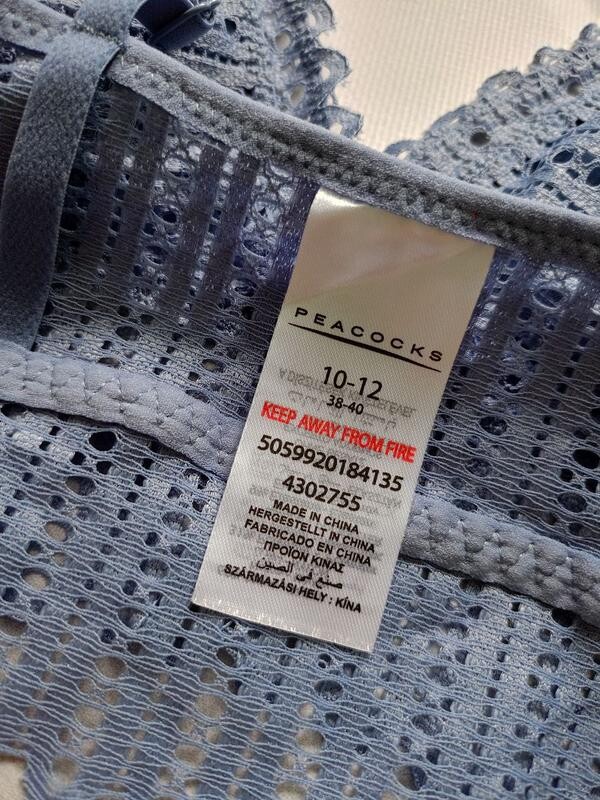 PEACOCKS
10-12
38-40
KEEP AWAY FROM FIRE
5059920184135
4302755
MADE IN CHINA
HERGESTELLT IN CHINA
FABRICADO EN CHINA
ΠΡΟΪΟΝ ΚΙΝΑΣ
صنع في الصين
SZÁRMAZÁSI HELY : KÍNA